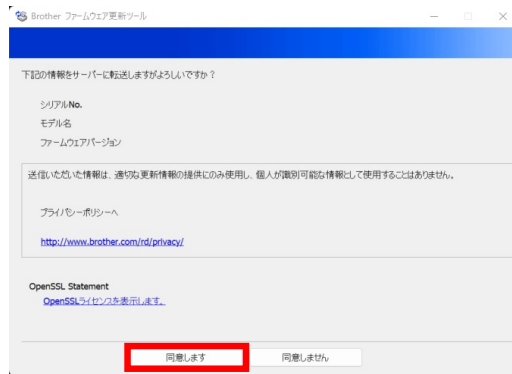 Brother ファームウェア更新ツール
下記の情報をサーバーに転送しますがよろしいですか？
シリアルNo.
モデル名
ファームウェアバージョン
送信いただいた情報は、適切な更新情報の提供にのみ使用し、個人が識別可能な情報として使用することはありません。
プライバシーポリシーへ
http://www.brother.com/rd/privacy/
OpenSSL Statement
OpenSSLライセンスを表示します。
同意します
同意しません